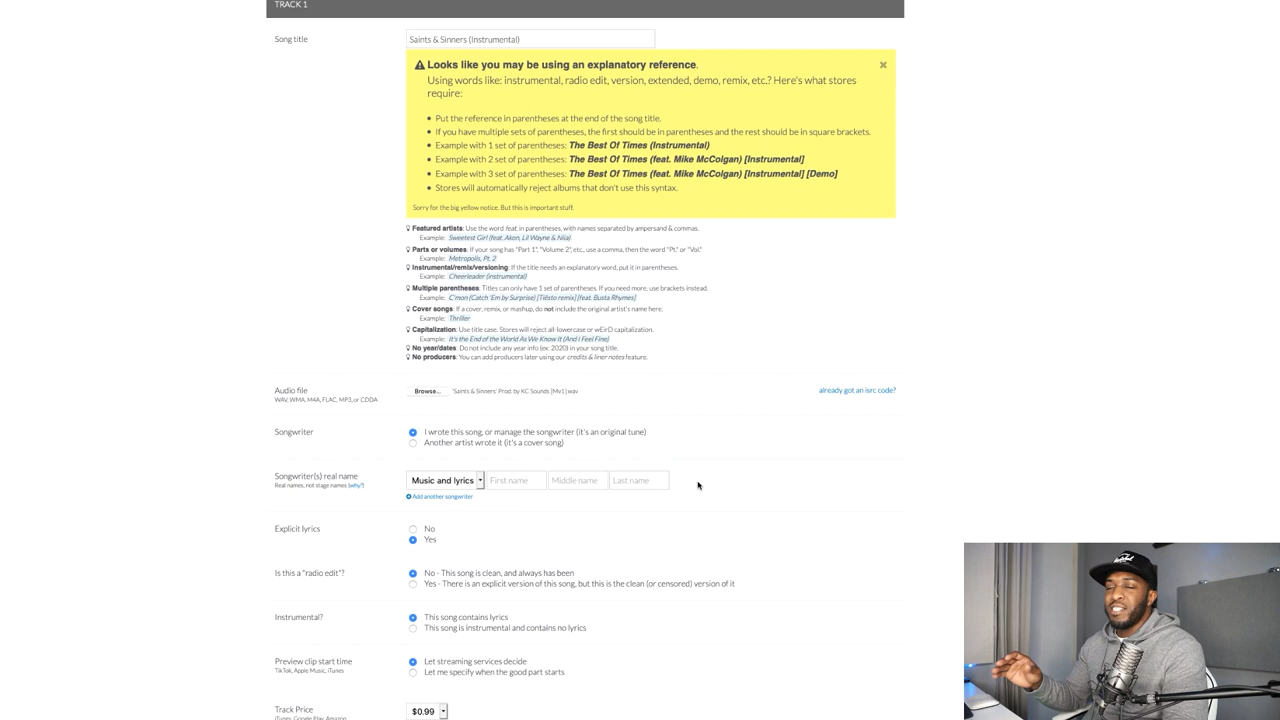 TRACK 1
Song title
Saints & Sinners (Instrumental)
Looks like you may be using an explanatory reference.
Using words like: instrumental, radio edit, version, extended, demo, remix, etc.? Here's what stores
require:
Put the reference in parentheses at the end of the song title.
If you have multiple sets of parentheses, the first should be in parentheses and the rest should be in square brackets.
Example with 1 set of parentheses: The Best Of Times (Instrumental)
Example with 2 set of parentheses: The Best Of Times (feat. Mike McColgan) [Instrumental]
Example with 3 set of parentheses: The Best Of Times (feat. Mike McColgan) [Instrumental] [Demo]
Stores will automatically reject albums that don't use this syntax.
Sorry for the big yellow notice. But this is important stuff.
Featured artists: Use the word feat. in parentheses, with names separated by ampersand & commas.
Example: Sweetest Girl (feat. Akon, Lil Wayne & Niia)
Parts or volumes: If your song has "Part 1", "Volume 2", etc., use a comma, then the word "Pt." or "Vol."
Example: Metropolis, Pt. 2
Instrumental/remix/versioning: If the title needs an explanatory word, put it in parentheses.
Example: Cheerleader (instrumental)
Multiple parentheses: Titles can only have 1 set of parentheses. If you need more, use brackets instead.
Example: C'mon (Catch 'Em by Surprise) [Tiësto remix] [feat. Busta Rhymes]
Cover songs: If a cover, remix, or mashup, do not include the original artist's name here.
Example: Thriller
Capitalization: Use title case. Stores will reject all-lowercase or wEirD capitalization.
Example: It's the End of the World As We Know It (And I Feel Fine)
No year/dates: Do not include any year info (ex. 2020) in your song title.
No producers: You can add producers later using our credits & liner notes feature.
Audio file
WAV, WMA, M4A, FLAC, MP3, or CDDA
Browse... 'Saints & Sinners' Prod. by KC Sounds [Mv1].wav
already got an isrc code?
Songwriter
I wrote this song, or manage the songwriter (it's an original tune)
Another artist wrote it (it's a cover song)
Songwriter(s) real name
Real names, not stage names (why?)
Music and lyrics First name Middle name Last name
Add another songwriter
Explicit lyrics
No
Yes
Is this a "radio edit"?
No - This song is clean, and always has been
Yes - There is an explicit version of this song, but this is the clean (or censored) version of it
Instrumental?
This song contains lyrics
This song is instrumental and contains no lyrics
Preview clip start time
TikTok, Apple Music, iTunes
Let streaming services decide
Let me specify when the good part starts
Track Price
iTunes, Google Play, Amazon
$0.99